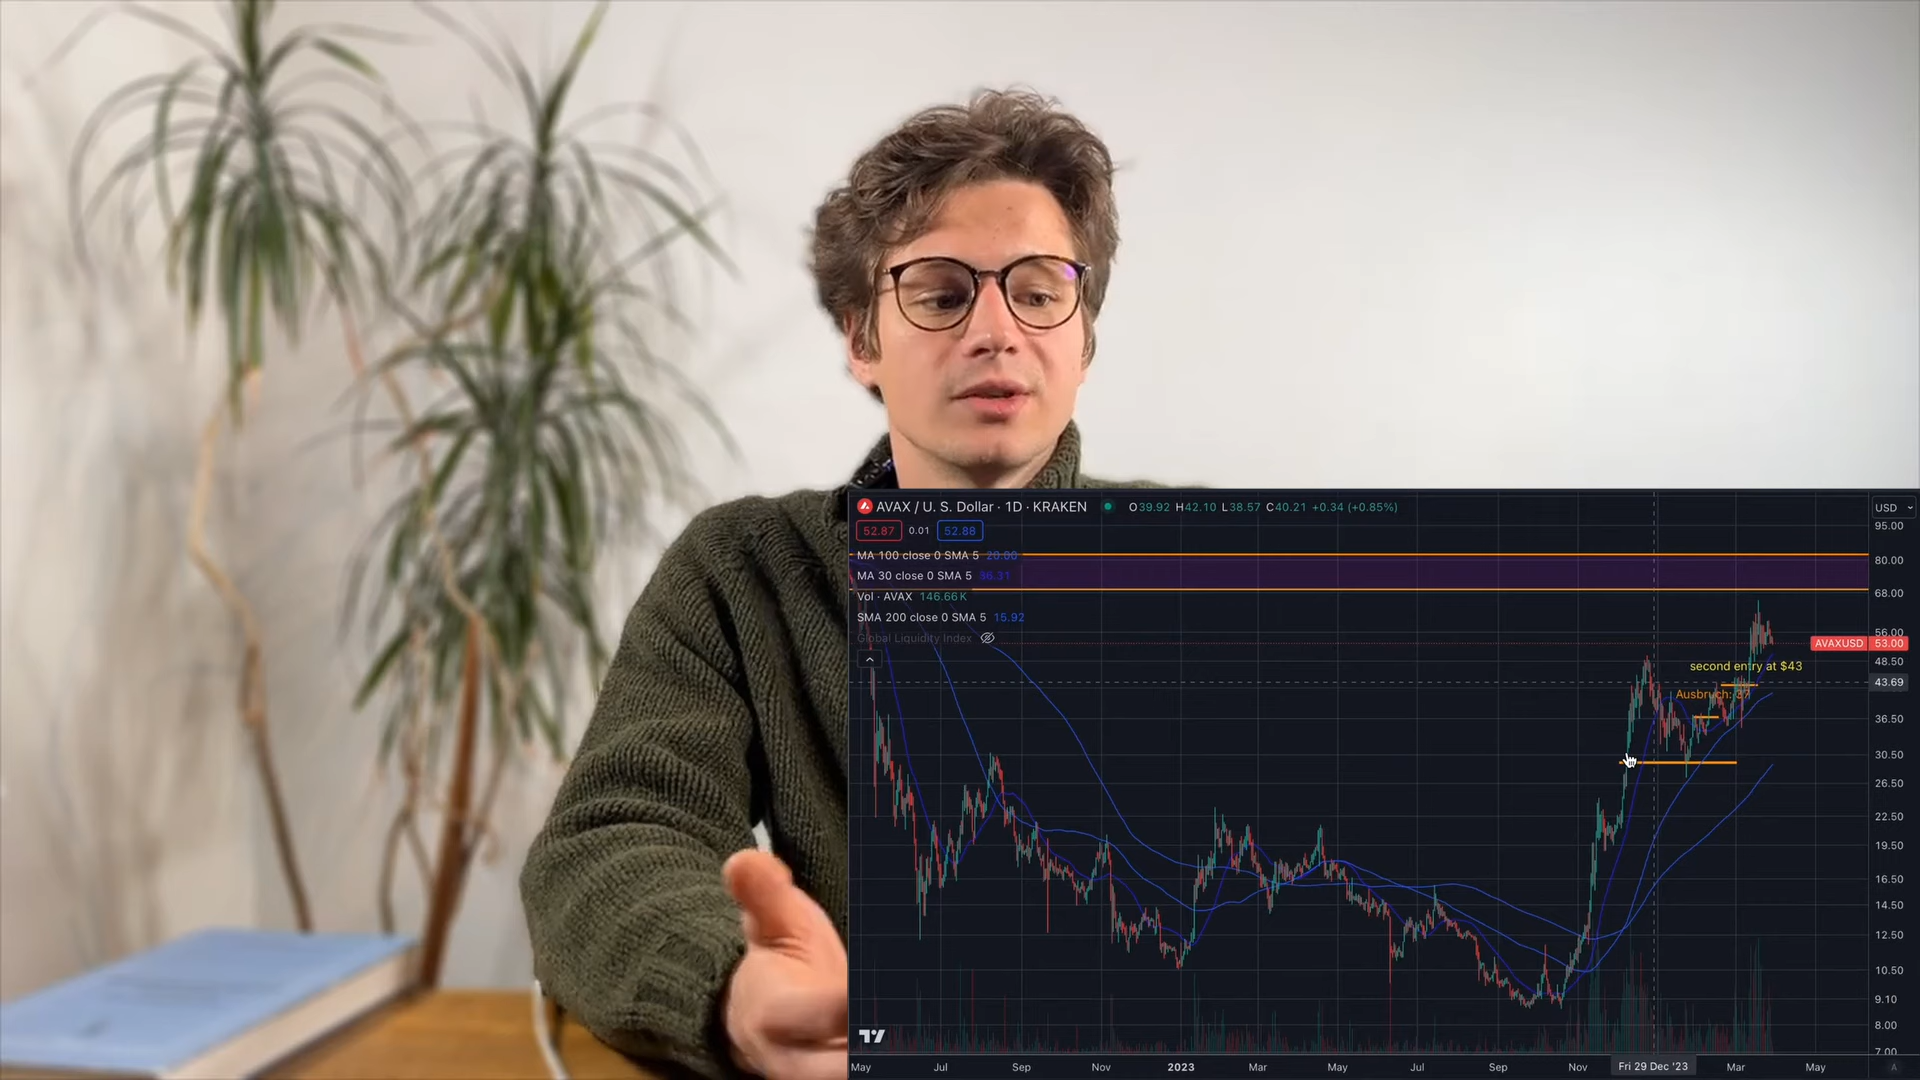 AVAX / U. S. Dollar · 1D · KRAKEN O39.92 H42.10 L38.57 C40.21 +0.34 (+0.85%)
USD
52.87 0.01 52.88
95.00
MA 100 close 0 SMA 5 20.00
80.00
MA 30 close 0 SMA 5 36.31
68.00
Vol · AVAX 146.66K
SMA 200 close 0 SMA 5 15.92
56.00
Global Liquidity Index
AVAXUSD 53.00
second entry at $43
48.50
43.69
Ausbruch: 37
36.50
30.50
26.50
22.50
19.50
16.50
14.50
12.50
10.50
9.10
8.00
7.00
May Jul Sep Nov 2023 Mar May Jul Sep Nov Fri 29 Dec '23 Mar May
A